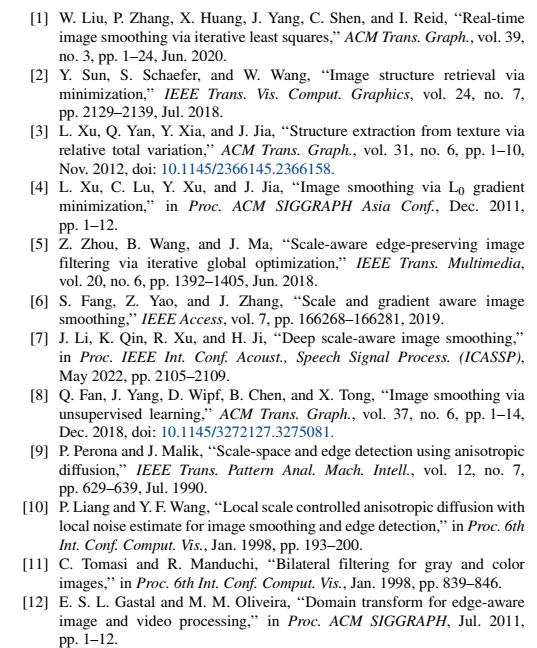 [1] W. Liu, P. Zhang, X. Huang, J. Yang, C. Shen, and I. Reid, “Real-time
image smoothing via iterative least squares,” ACM Trans. Graph., vol. 39,
no. 3, pp. 1–24, Jun. 2020.
[2] Y. Sun, S. Schaefer, and W. Wang, “Image structure retrieval via
minimization,” IEEE Trans. Vis. Comput. Graphics, vol. 24, no. 7,
pp. 2129–2139, Jul. 2018.
[3] L. Xu, Q. Yan, Y. Xia, and J. Jia, “Structure extraction from texture via
relative total variation,” ACM Trans. Graph., vol. 31, no. 6, pp. 1–10,
Nov. 2012, doi: 10.1145/2366145.2366158.
[4] L. Xu, C. Lu, Y. Xu, and J. Jia, “Image smoothing via L₀ gradient
minimization,” in Proc. ACM SIGGRAPH Asia Conf., Dec. 2011,
pp. 1–12.
[5] Z. Zhou, B. Wang, and J. Ma, “Scale-aware edge-preserving image
filtering via iterative global optimization,” IEEE Trans. Multimedia,
vol. 20, no. 6, pp. 1392–1405, Jun. 2018.
[6] S. Fang, Z. Yao, and J. Zhang, “Scale and gradient aware image
smoothing,” IEEE Access, vol. 7, pp. 166268–166281, 2019.
[7] J. Li, K. Qin, R. Xu, and H. Ji, “Deep scale-aware image smoothing,”
in Proc. IEEE Int. Conf. Acoust., Speech Signal Process. (ICASSP),
May 2022, pp. 2105–2109.
[8] Q. Fan, J. Yang, D. Wipf, B. Chen, and X. Tong, “Image smoothing via
unsupervised learning,” ACM Trans. Graph., vol. 37, no. 6, pp. 1–14,
Dec. 2018, doi: 10.1145/3272127.3275081.
[9] P. Perona and J. Malik, “Scale-space and edge detection using anisotropic
diffusion,” IEEE Trans. Pattern Anal. Mach. Intell., vol. 12, no. 7,
pp. 629–639, Jul. 1990.
[10] P. Liang and Y. F. Wang, “Local scale controlled anisotropic diffusion with
local noise estimate for image smoothing and edge detection,” in Proc. 6th
Int. Conf. Comput. Vis., Jan. 1998, pp. 193–200.
[11] C. Tomasi and R. Manduchi, “Bilateral filtering for gray and color
images,” in Proc. 6th Int. Conf. Comput. Vis., Jan. 1998, pp. 839–846.
[12] E. S. L. Gastal and M. M. Oliveira, “Domain transform for edge-aware
image and video processing,” in Proc. ACM SIGGRAPH, Jul. 2011,
pp. 1–12.